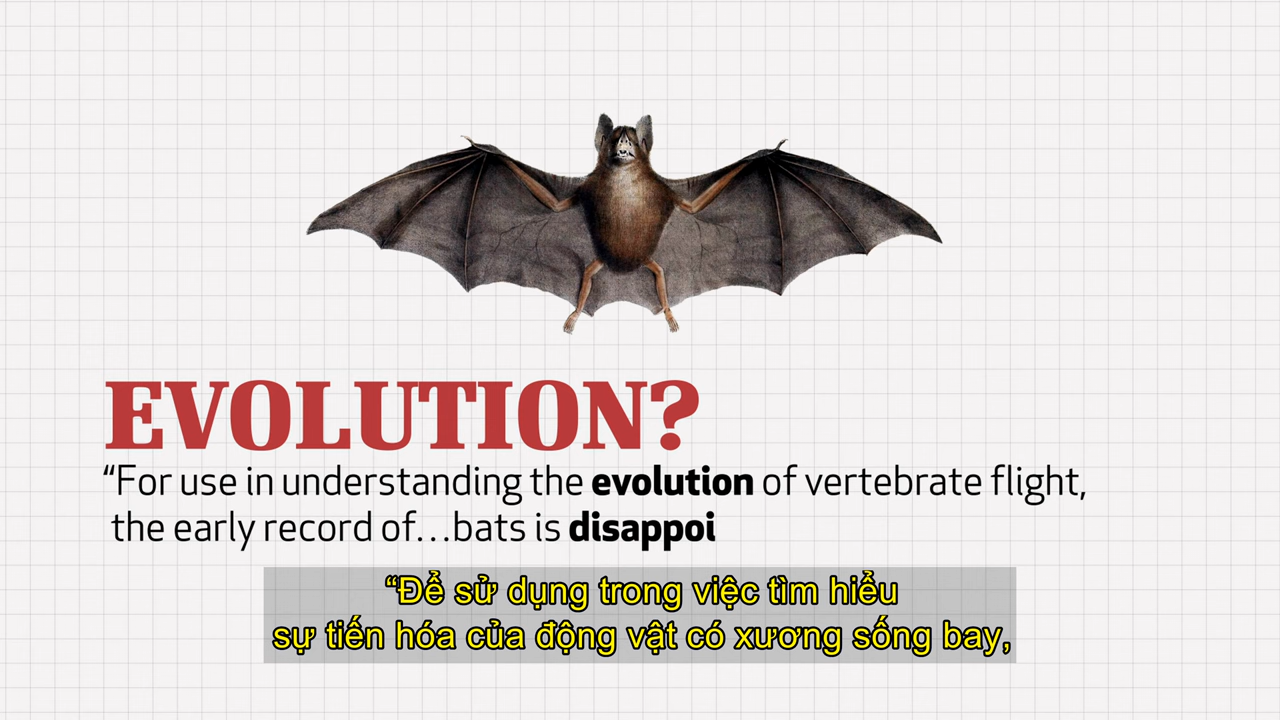 EVOLUTION?
“For use in understanding the evolution of vertebrate flight,
the early record of...bats is disappoi
“Để sử dụng trong việc tìm hiểu
sự tiến hóa của động vật có xương sống bay,